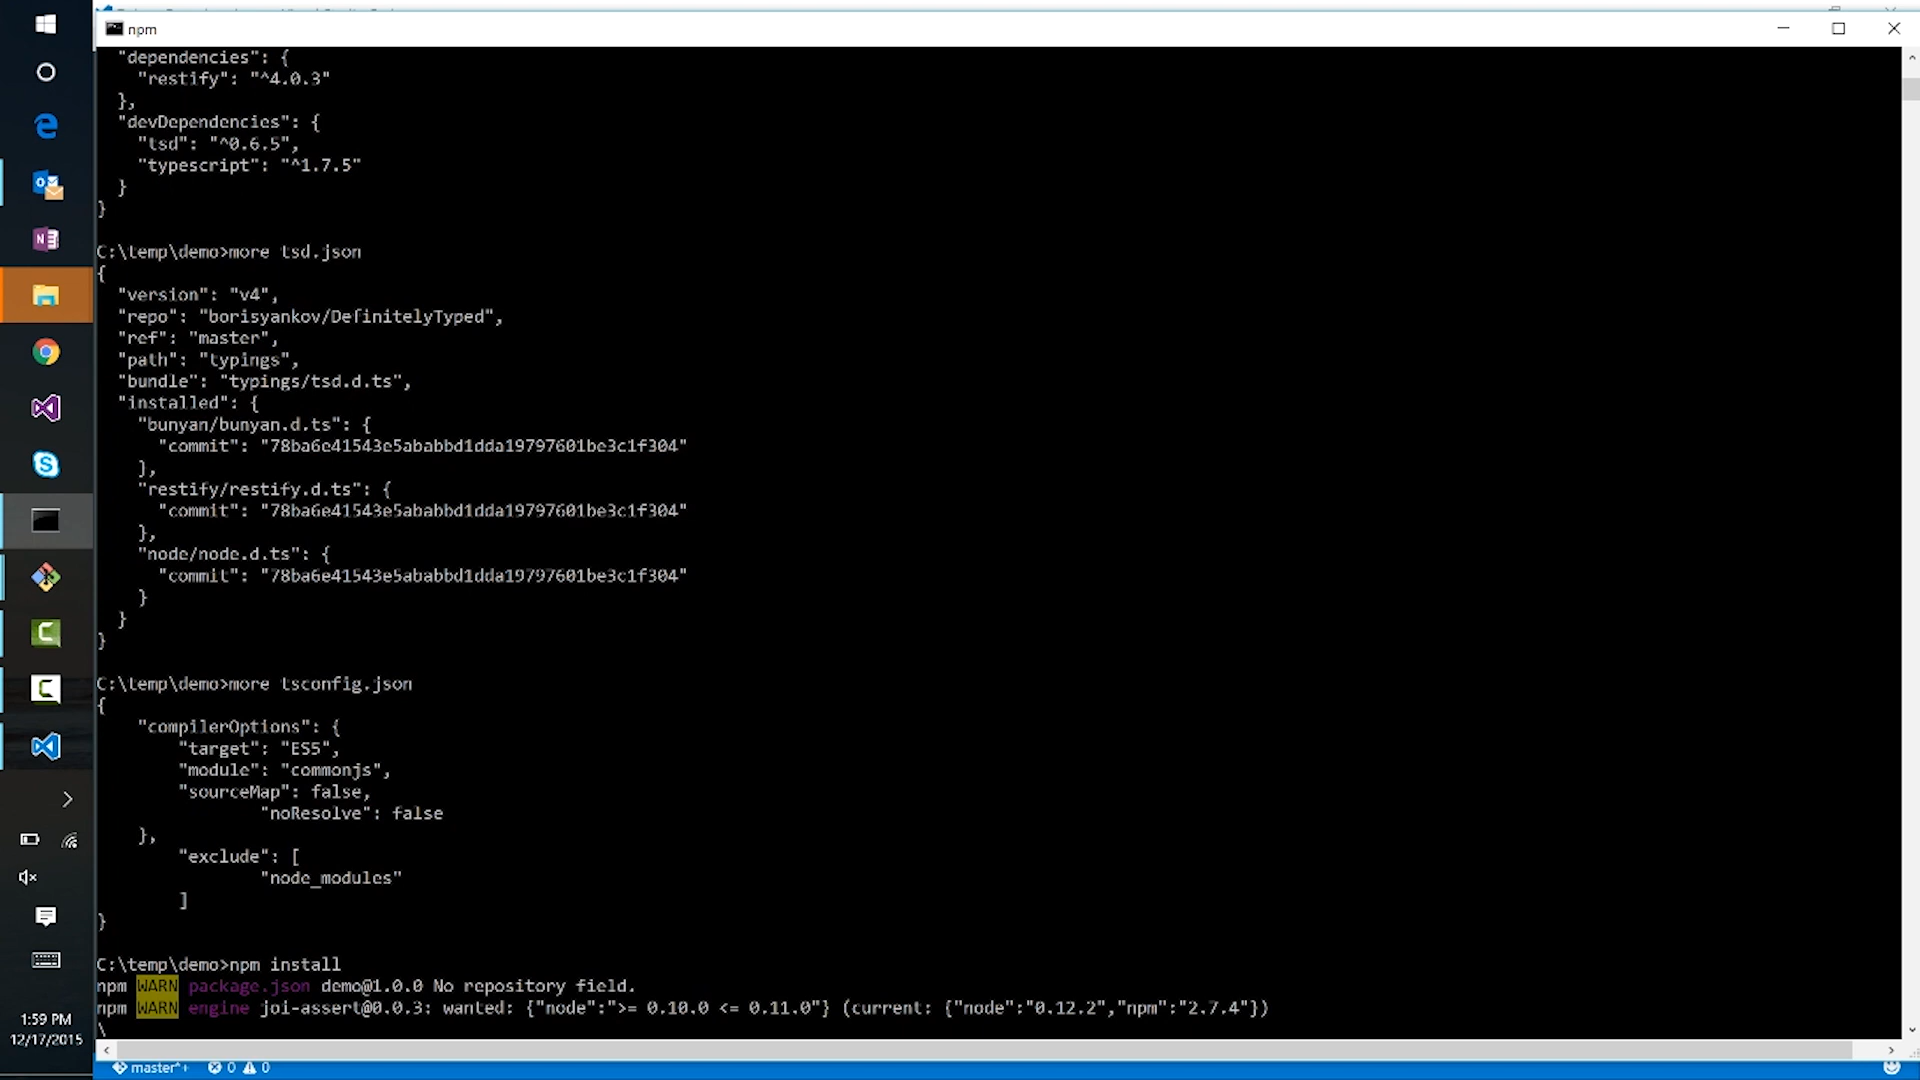 npm
"dependencies": {
"restify": "^4.0.3"
},
"devDependencies": {
"tsd": "^0.6.5",
"typescript": "^1.7.5"
}
}
C:\temp\demo>more tsd.json
{
"version": "v4",
"repo": "borisyankov/DefinitelyTyped",
"ref": "master",
"path": "typings",
"bundle": "typings/tsd.d.ts",
"installed": {
"bunyan/bunyan.d.ts": {
"commit": "78ba6e41543e5ababbd1dda19797601be3c1f304"
},
"restify/restify.d.ts": {
"commit": "78ba6e41543e5ababbd1dda19797601be3c1f304"
},
"node/node.d.ts": {
"commit": "78ba6e41543e5ababbd1dda19797601be3c1f304"
}
}
}
C:\temp\demo>more tsconfig.json
{
"compilerOptions": {
"target": "ES5",
"module": "commonjs",
"sourceMap": false,
"noResolve": false
},
"exclude": [
"node_modules"
]
}
C:\temp\demo>npm install
npm WARN package.json demo@1.0.0 No repository field.
npm WARN engine joi-assert@0.0.3: wanted: {"node":">= 0.10.0 <= 0.11.0"} (current: {"node":"0.12.2","npm":"2.7.4"})
\
1:59 PM
12/17/2015
master*+ 0 0